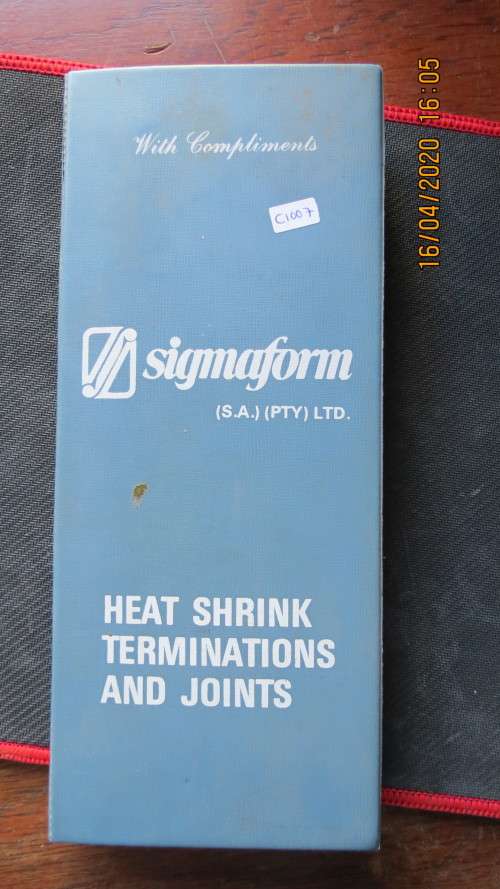 With Compliments
C1007
sigmaform
(S.A.) (PTY) LTD.
HEAT SHRINK
TERMINATIONS
AND JOINTS
16/04/2020 16:05